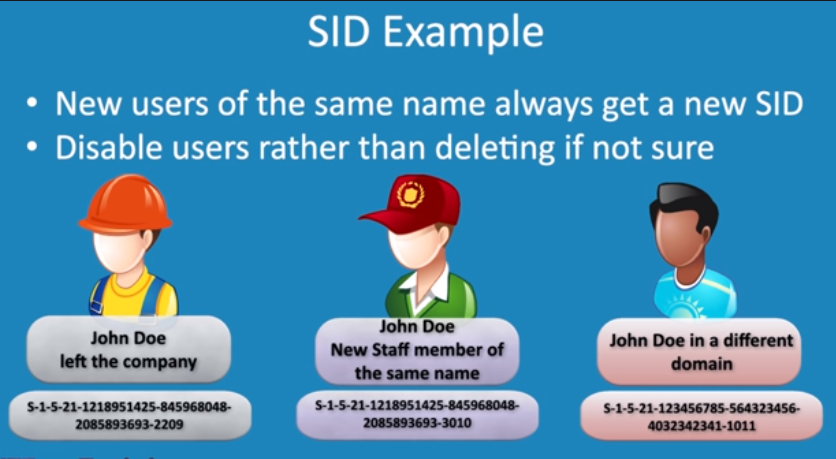 SID Example
• New users of the same name always get a new SID
• Disable users rather than deleting if not sure
John Doe
left the company
John Doe
New Staff member of
the same name
John Doe in a different
domain
S-1-5-21-1218951425-845968048-
2085893693-2209
S-1-5-21-1218951425-845968048-
2085893693-3010
S-1-5-21-123456785-564323456-
4032342341-1011